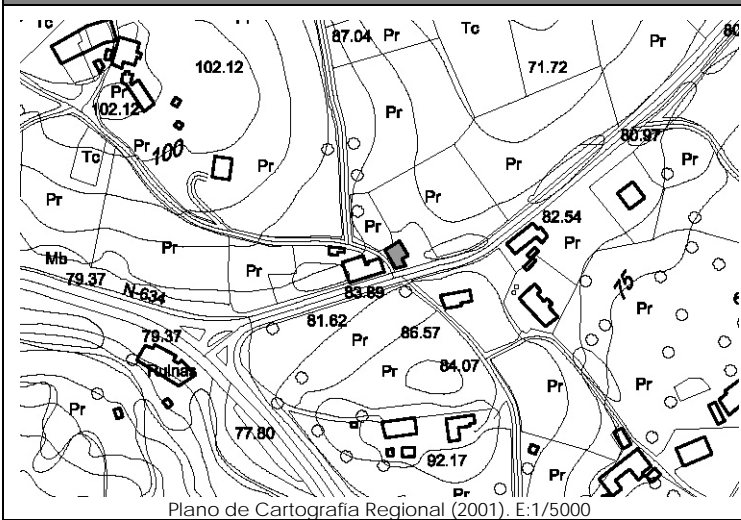 Tc
87.04 Pr
Tc
Pr
80
102.12
71.72
Pr
102.12
80.97
Pr
100
Tc
Pr
Pr
Pr
Pr
Pr
Pr
82.54
Pr
Pr
Mb
Pr
Pr
79.37
N-634
83.89
75
81.62
86.57
Pr
Pr
79.37
84.07
Ruinas
Pr
Pr
Pr
Pr
77.80
92.17
Pr
Pr
Plano de Cartografía Regional (2001). E:1/5000